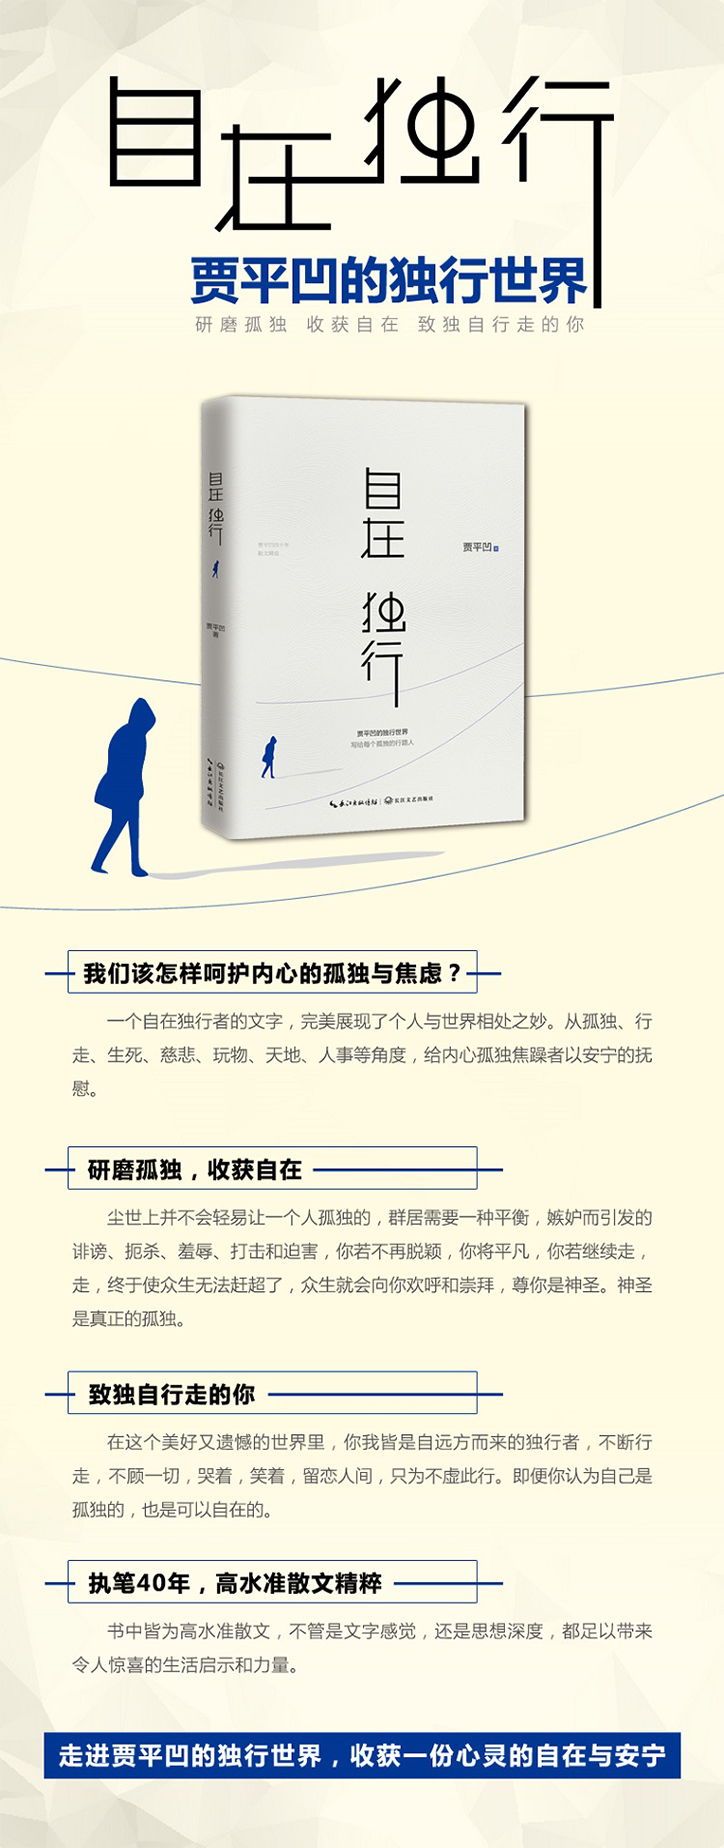 自在独行
贾平凹的独行世界
研磨孤独 收获自在 致独自行走的你
自在
独行
贾平凹
著
自在
独行
贾平凹
贾平凹的独行世界
写给每个孤独的行路人
长江出版传媒 长江文艺出版社
长江文艺出版社
我们该怎样呵护内心的孤独与焦虑？
一个自在独行者的文字，完美展现了个人与世界相处之妙。从孤独、行
走、生死、慈悲、玩物、天地、人事等角度，给内心孤独焦躁者以安宁的抚
慰。
研磨孤独，收获自在
尘世上并不会轻易让一个人孤独的，群居需要一种平衡，嫉妒而引发的
诽谤、扼杀、羞辱、打击和迫害，你若不再脱颖，你将平凡，你若继续走，
走，终于使众生无法赶超了，众生就会向你欢呼和崇拜，尊你是神圣。神圣
是真正的孤独。
致独自行走的你
在这个美好又遗憾的世界里，你我皆是自远方而来的独行者，不断行
走，不顾一切，哭着，笑着，留恋人间，只为不虚此行。即便你认为自己是
孤独的，也是可以自在的。
执笔40年，高水准散文精粹
书中皆为高水准散文，不管是文字感觉，还是思想深度，都足以带来
令人惊喜的生活启示和力量。
走进贾平凹的独行世界，收获一份心灵的自在与安宁